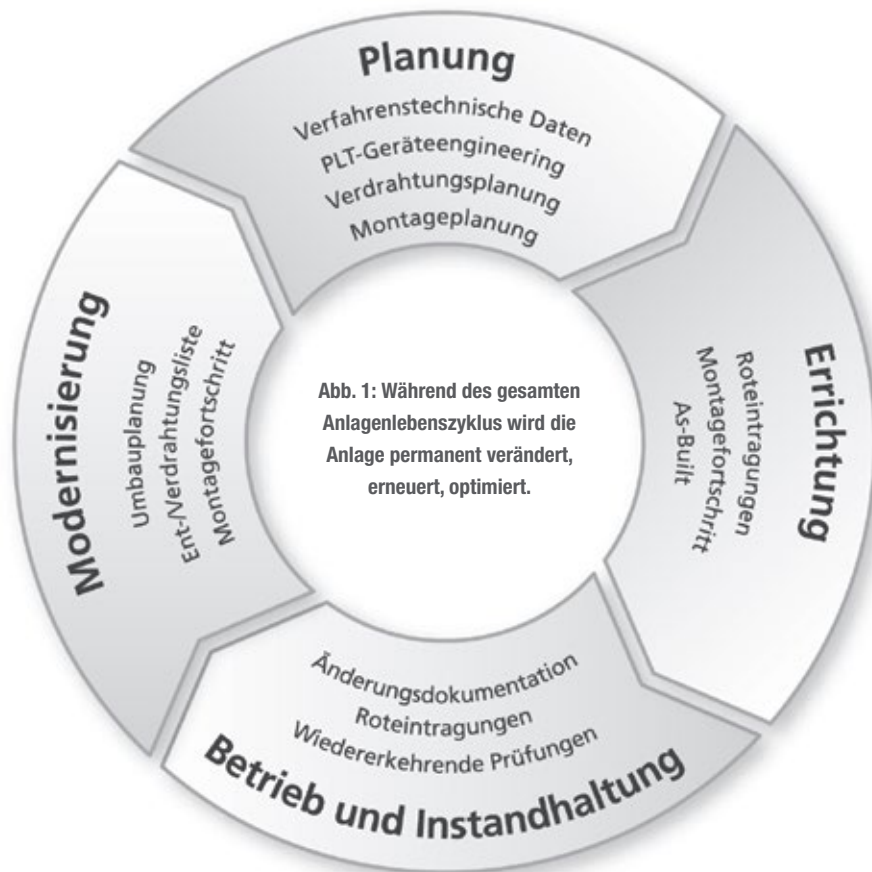 Planung
Verfahrenstechnische Daten
PLT-Geräteengineering
Verdrahtungsplanung
Montageplanung
Errichtung
Roteintragungen
Montagefortschritt
As-Built
Änderungsdokumentation
Roteintragungen
Wiedererkehrende Prüfungen
Betrieb und Instandhaltung
Modernisierung
Umbauplanung
Ent-/Verdrahtungsliste
Montagefortschritt
Abb. 1: Während des gesamten
Anlagenlebenszyklus wird die
Anlage permanent verändert,
erneuert, optimiert.